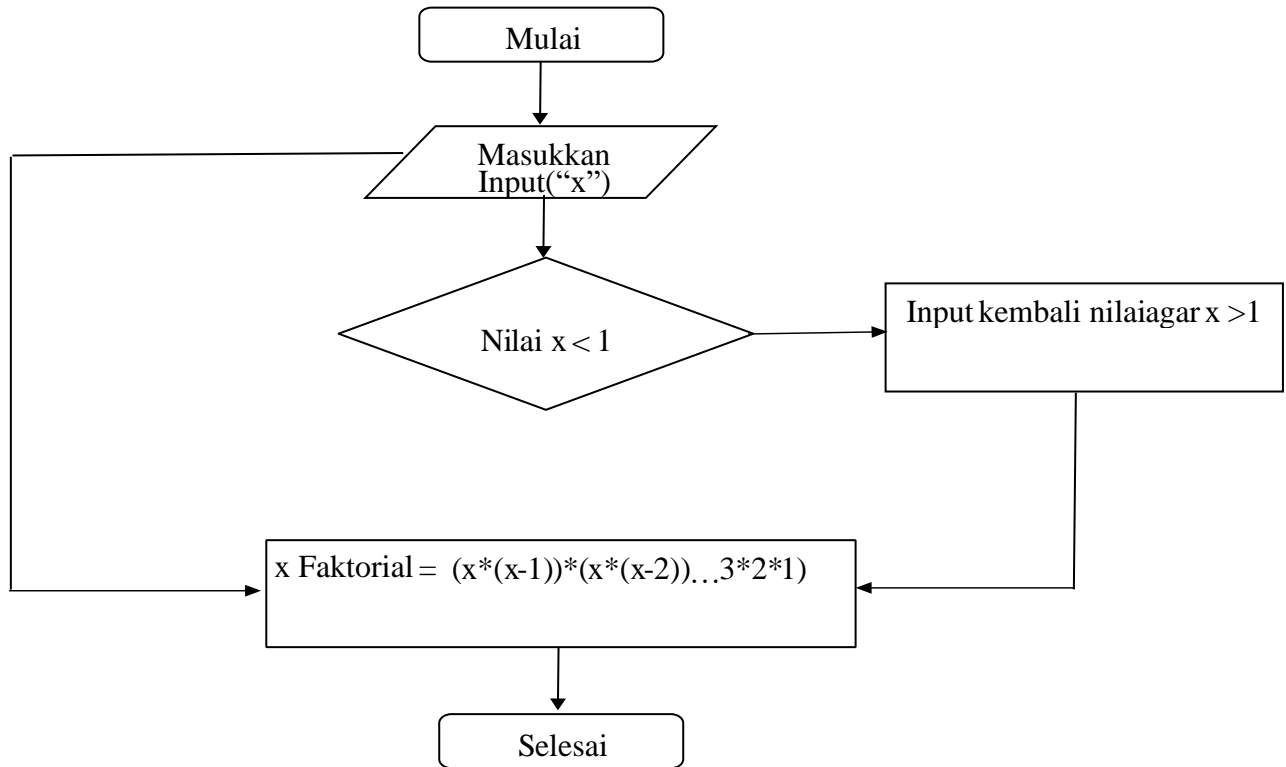 Mulai
Masukkan
Input(“x”)
Nilai x < 1
Input kembali nilaiagar x >1
x Faktorial = (x*(x-1))*(x*(x-2))…3*2*1)
Selesai